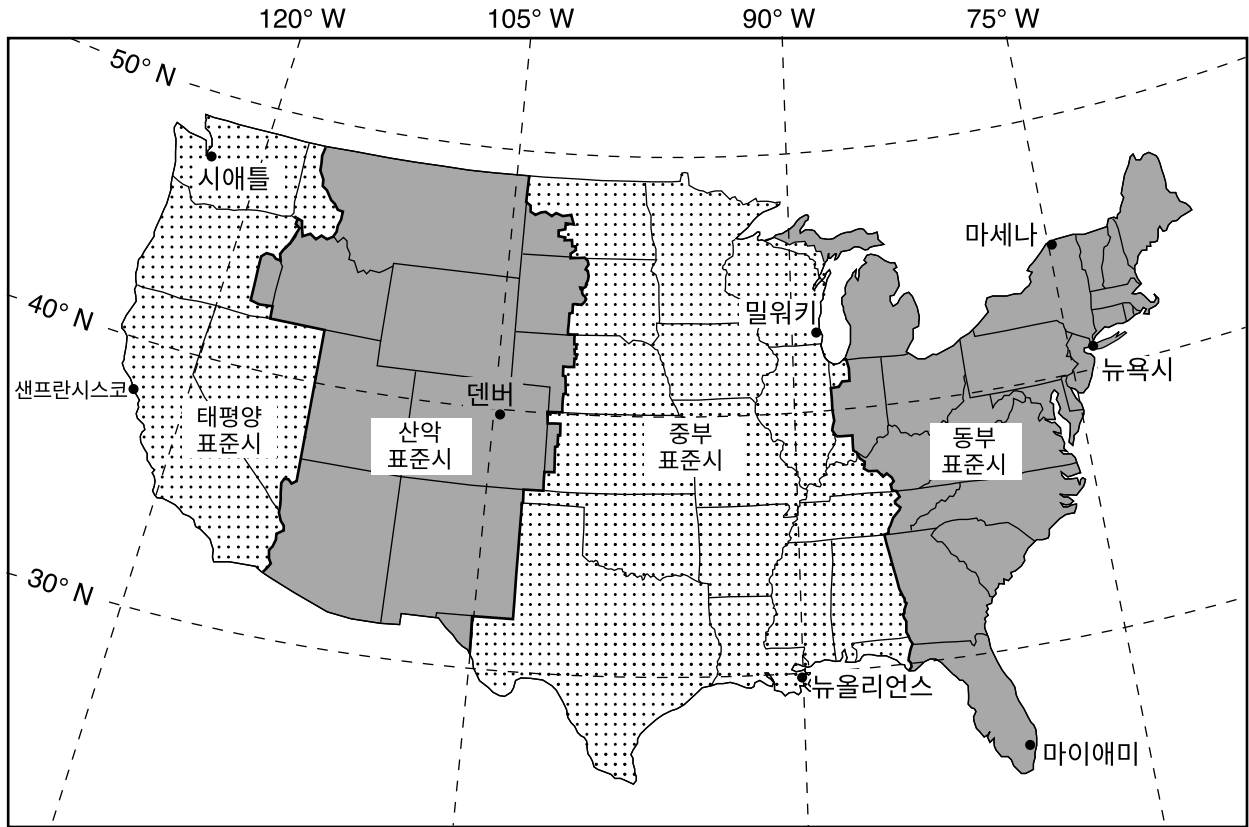 120° W 105° W 90° W 75° W
50° N
시애틀
마세나
40° N
밀워키
뉴욕시
샌프란시스코
덴버
태평양
표준시
산악
표준시
중부
표준시
동부
표준시
30° N
뉴올리언스
마이애미